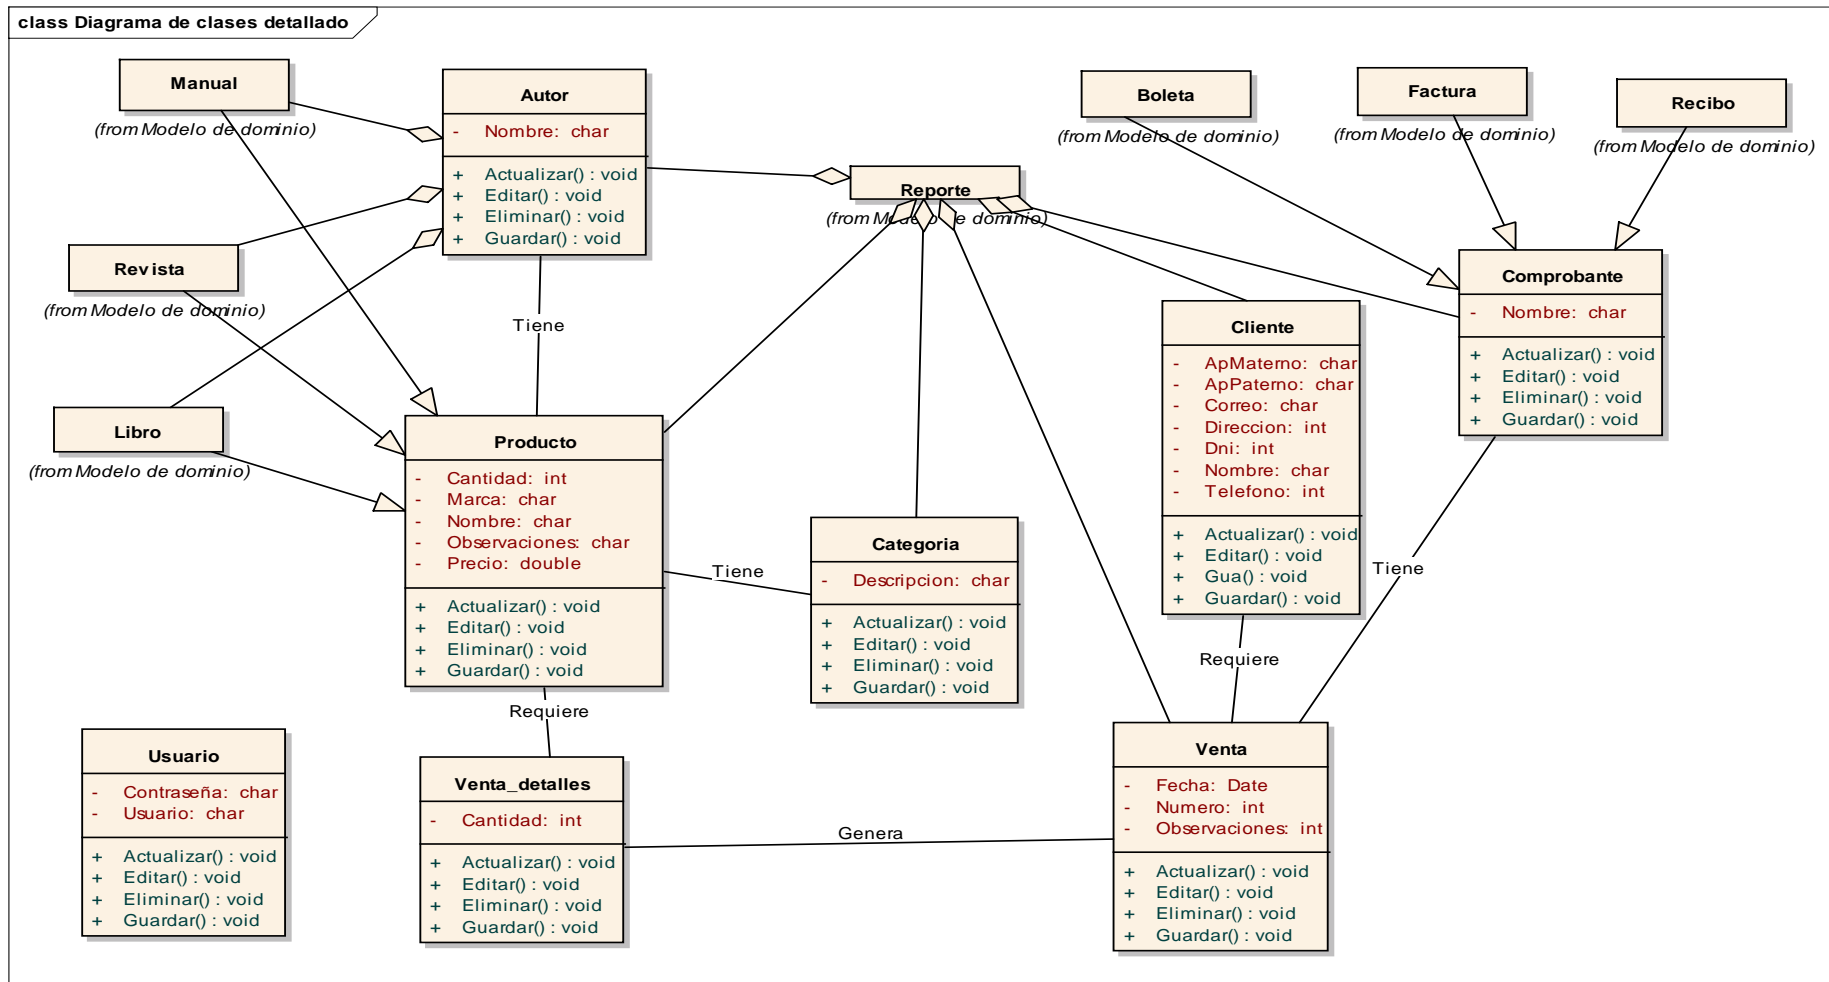 class Diagrama de clases detallado
Manual
(from Modelo de dominio)
Autor
- Nombre: char
+ Actualizar() : void
+ Editar() : void
+ Eliminar() : void
+ Guardar() : void
Boleta
(from Modelo de dominio)
Factura
(from Modelo de dominio)
Recibo
(from Modelo de dominio)
Reporte
(from Modelo de dominio)
Revista
(from Modelo de dominio)
Tiene
Comprobante
- Nombre: char
+ Actualizar() : void
+ Editar() : void
+ Eliminar() : void
+ Guardar() : void
Cliente
- ApMaterno: char
- ApPaterno: char
- Correo: char
- Direccion: int
- Dni: int
- Nombre: char
- Telefono: int
+ Actualizar() : void
+ Editar() : void
+ Gua() : void
+ Guardar() : void
Libro
(from Modelo de dominio)
Producto
- Cantidad: int
- Marca: char
- Nombre: char
- Observaciones: char
- Precio: double
+ Actualizar() : void
+ Editar() : void
+ Eliminar() : void
+ Guardar() : void
Tiene
Categoria
- Descripcion: char
+ Actualizar() : void
+ Editar() : void
+ Eliminar() : void
+ Guardar() : void
Tiene
Requiere
Requiere
Usuario
- Contraseña: char
- Usuario: char
+ Actualizar() : void
+ Editar() : void
+ Eliminar() : void
+ Guardar() : void
Venta_detalles
- Cantidad: int
+ Actualizar() : void
+ Editar() : void
+ Eliminar() : void
+ Guardar() : void
Genera
Venta
- Fecha: Date
- Numero: int
- Observaciones: int
+ Actualizar() : void
+ Editar() : void
+ Eliminar() : void
+ Guardar() : void